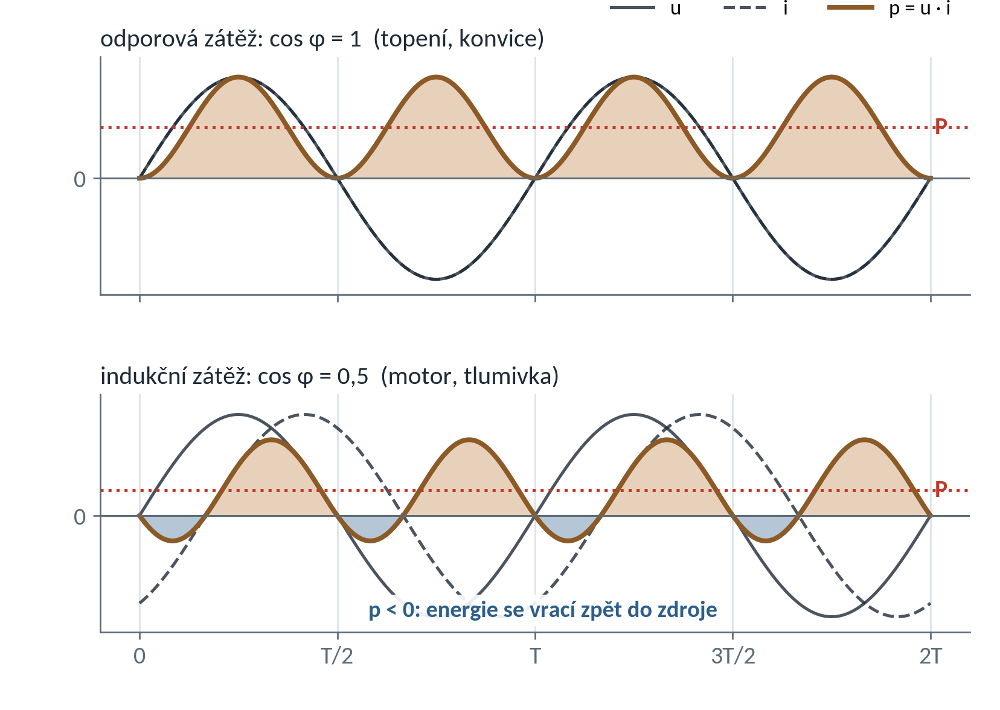 u i p = u · i
odporová zátěž: cos φ = 1 (topení, konvice)
P
0
indukční zátěž: cos φ = 0,5 (motor, tlumivka)
P
0
p < 0: energie se vrací zpět do zdroje
0 T/2 T 3T/2 2T